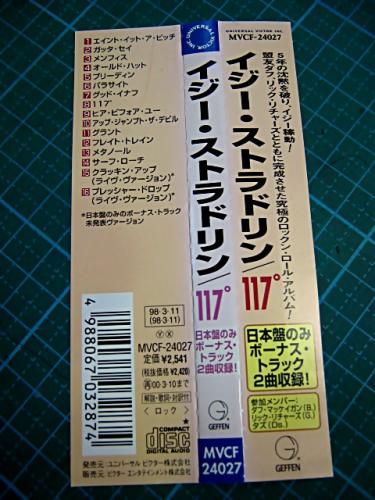 1 エイント・イット・ア・ビッチ
2 ガッタ・セイ
3 メンフィス
4 オールド・ハット
5 ブリーディン
6 パラサイト
7 グッド・イナフ
8 117°
9 ヒア・ビフォア・ユー
10 アップ・ジャンプト・ザ・デビル
11 グラント
12 フレイト・トレイン
13 メタノール
14 サーフ・ローチ
15 クラッキン・アップ
(ライヴ・ヴァージョン)*
16 プレッシャー・ドロップ
(ライヴ・ヴァージョン)*
*日本盤のみのボーナス・トラック
未発表ヴァージョン
4988067032874
98・3・11
(98・3・11)
YX
MVCF-24027
定価 ¥2,541
(税抜価格 ¥2,420)
再00・3・10まで
解説・歌詞・対訳付
<ロック>
COMPACT
disc
DIGITAL AUDIO
発売元:ユニバーサル ビクター株式会社
販売元:ビクター エンタテインメント株式会社
UNIVERSAL VICTOR, INC.
イジー・ストラドリン/117°
日本盤のみ
ボーナス・
トラック
2曲収録!
GEFFEN
MVCF
24027
UNIVERSAL VICTOR INC.
MVCF-24027
5年の沈黙を破り、イジー稼動!
盟友ダフ、リック・リチャーズとともに完成させた究極のロックン・ロール・アルバム!
イジー・ストラドリン/117°
日本盤のみ
ボーナス・
トラック
2曲収録!
参加メンバー:
ダフ・マッケイガン(B.)
リック・リチャーズ(G.)
タズ(Ds.)
GEFFEN